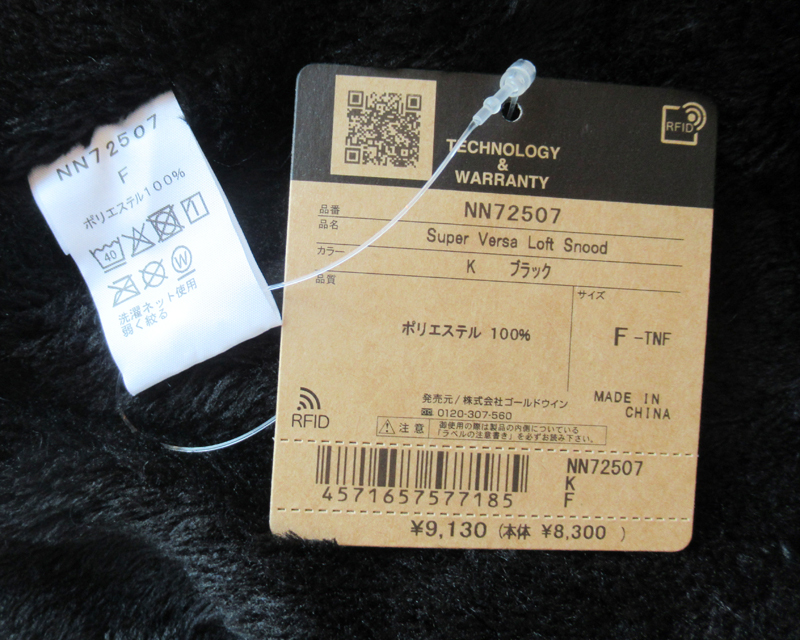 NN72507
F
ポリエステル100%
40
W
洗濯ネット使用
弱く絞る
TECHNOLOGY
&
WARRANTY
RFID
品番 NN72507
品名 Super Versa Loft Snood
カラー K ブラック
品質
サイズ
ポリエステル 100%
F-TNF
RFID
発売元/株式会社ゴールドウイン
☎ 0120-307-560
MADE IN
CHINA
⚠ 注意
御使用の際は製品の内側についている
「ラベルの注意書き」を必ずお読み下さい。
4571657577185
NN72507
K
F
¥9,130 (本体 ¥8,300 )